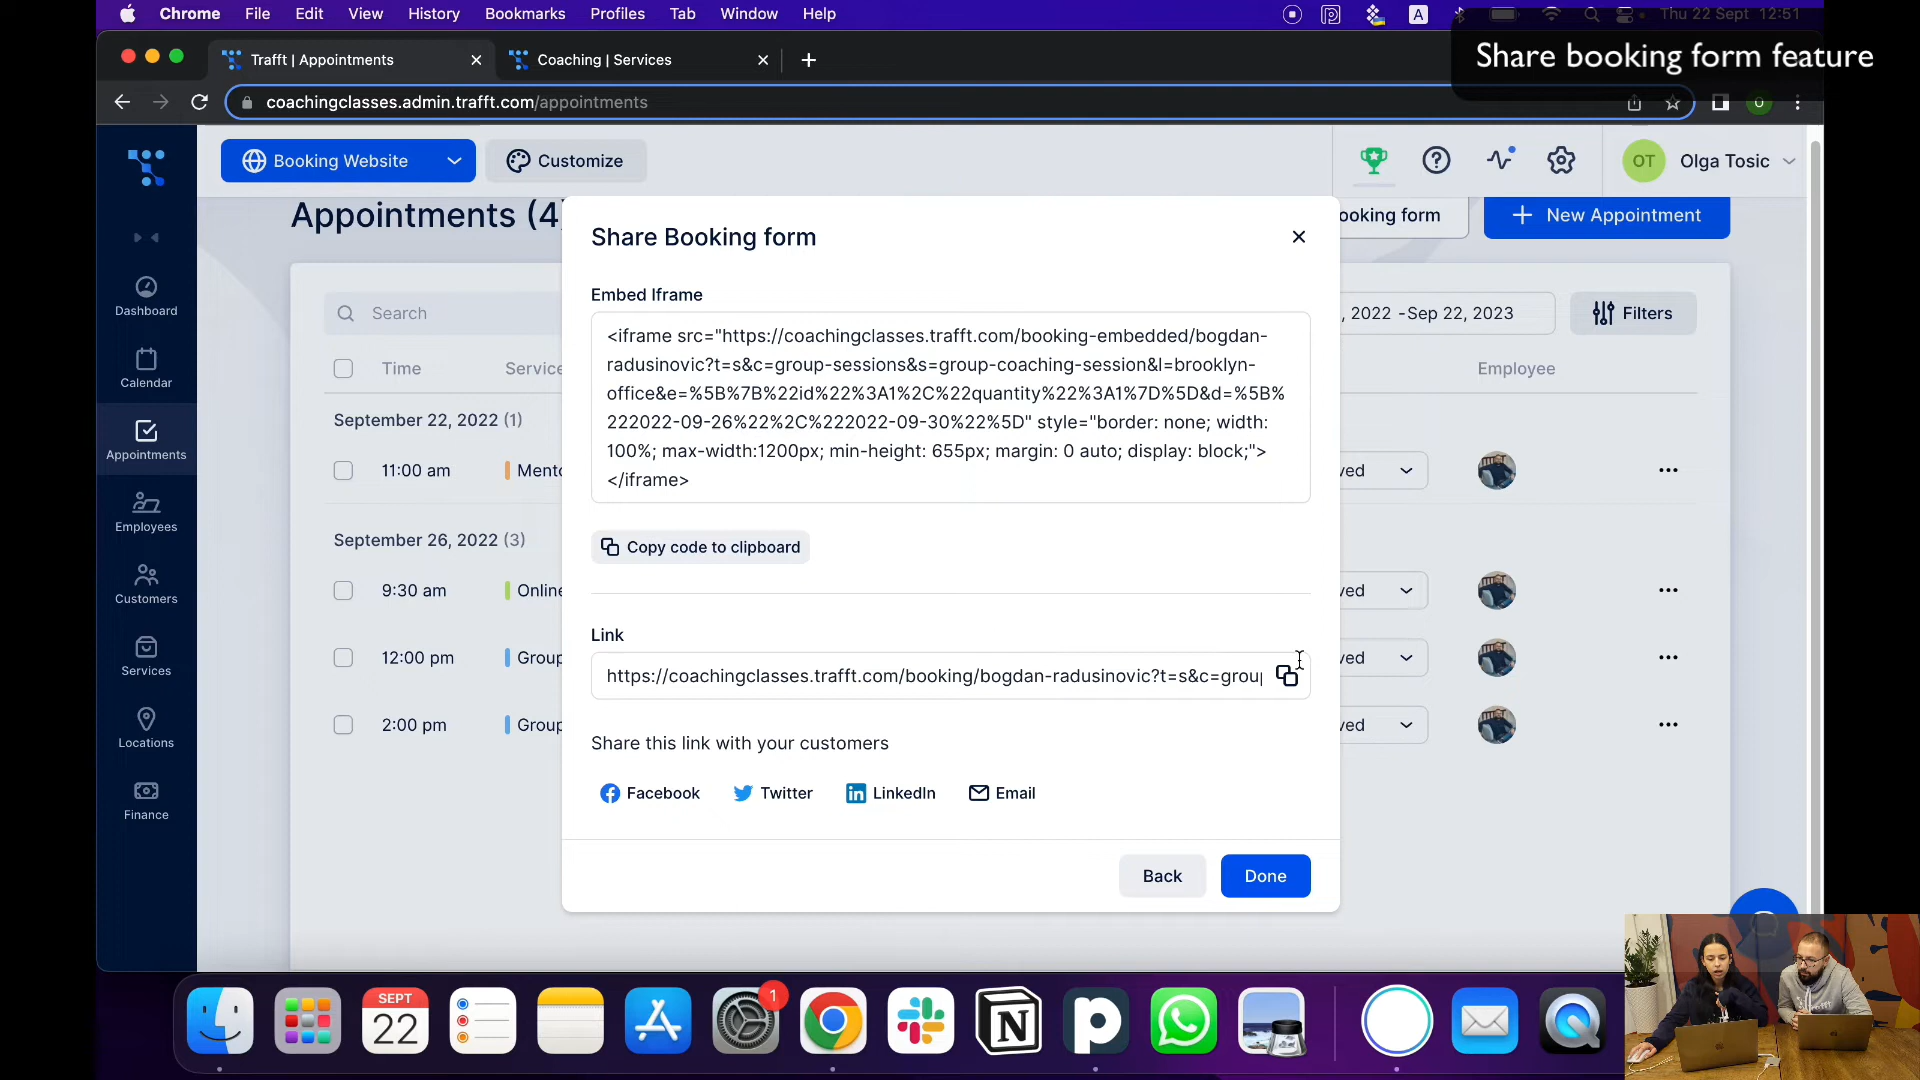 Chrome File Edit View History Bookmarks Profiles Tab Window Help
A
Thu 22 Sept 12:51
Share booking form feature
Trafft | Appointments
Coaching | Services
coachingclasses.admin.trafft.com/appointments
Booking Website
Customize
OT
Olga Tosic
Appointments (4
ooking form
New Appointment
Dashboard
Calendar
Appointments
Employees
Customers
Services
Locations
Finance
Search
, 2022 -Sep 22, 2023
Filters
Time
Service
Employee
September 22, 2022 (1)
11:00 am
Mento
ved
September 26, 2022 (3)
9:30 am
Online
ved
12:00 pm
Group
ved
2:00 pm
Group
ved
Share Booking form
Embed Iframe
<iframe src="https://coachingclasses.trafft.com/booking-embedded/bogdan-
radusinovic?t=s&c=group-sessions&s=group-coaching-session&l=brooklyn-
office&e=%5B%7B%22id%22%3A1%2C%22quantity%22%3A1%7D%5D&d=%5B%
222022-09-26%22%2C%222022-09-30%22%5D" style="border: none; width:
100%; max-width:1200px; min-height: 655px; margin: 0 auto; display: block;">
</iframe>
Copy code to clipboard
Link
https://coachingclasses.trafft.com/booking/bogdan-radusinovic?t=s&c=group
Share this link with your customers
Facebook
Twitter
LinkedIn
Email
Back
Done
SEPT
22
1